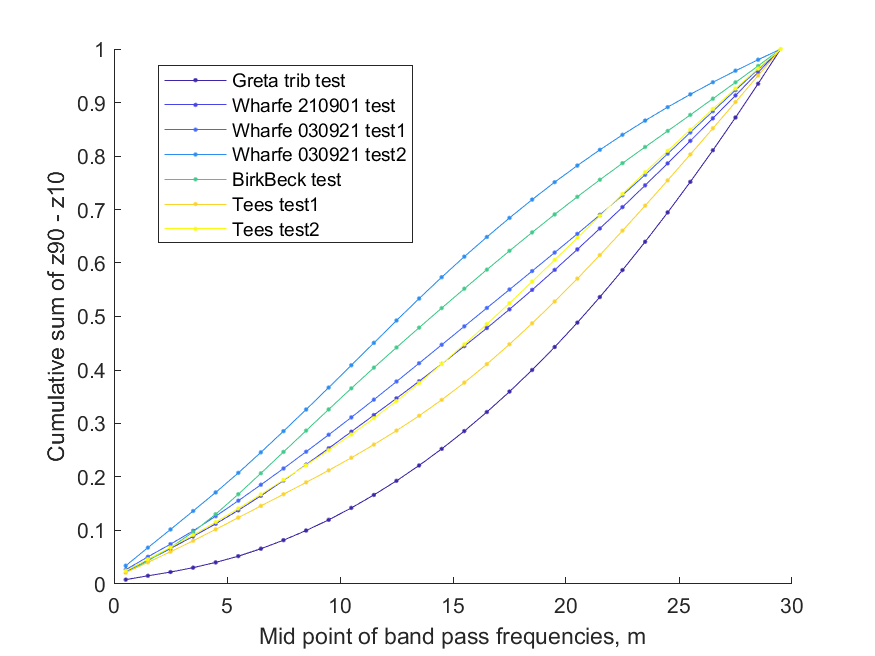 1
0.9
0.8
0.7
0.6
0.5
0.4
0.3
0.2
0.1
0
Cumulative sum of z90 - z10
Greta trib test
Wharfe 210901 test
Wharfe 030921 test1
Wharfe 030921 test2
BirkBeck test
Tees test1
Tees test2
0 5 10 15 20 25 30
Mid point of band pass frequencies, m